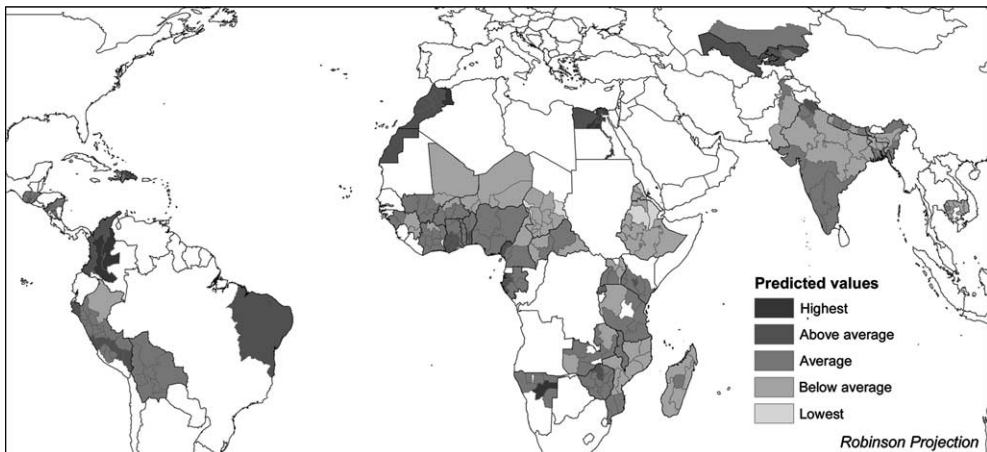 Predicted values
Highest
Above average
Average
Below average
Lowest
Robinson Projection